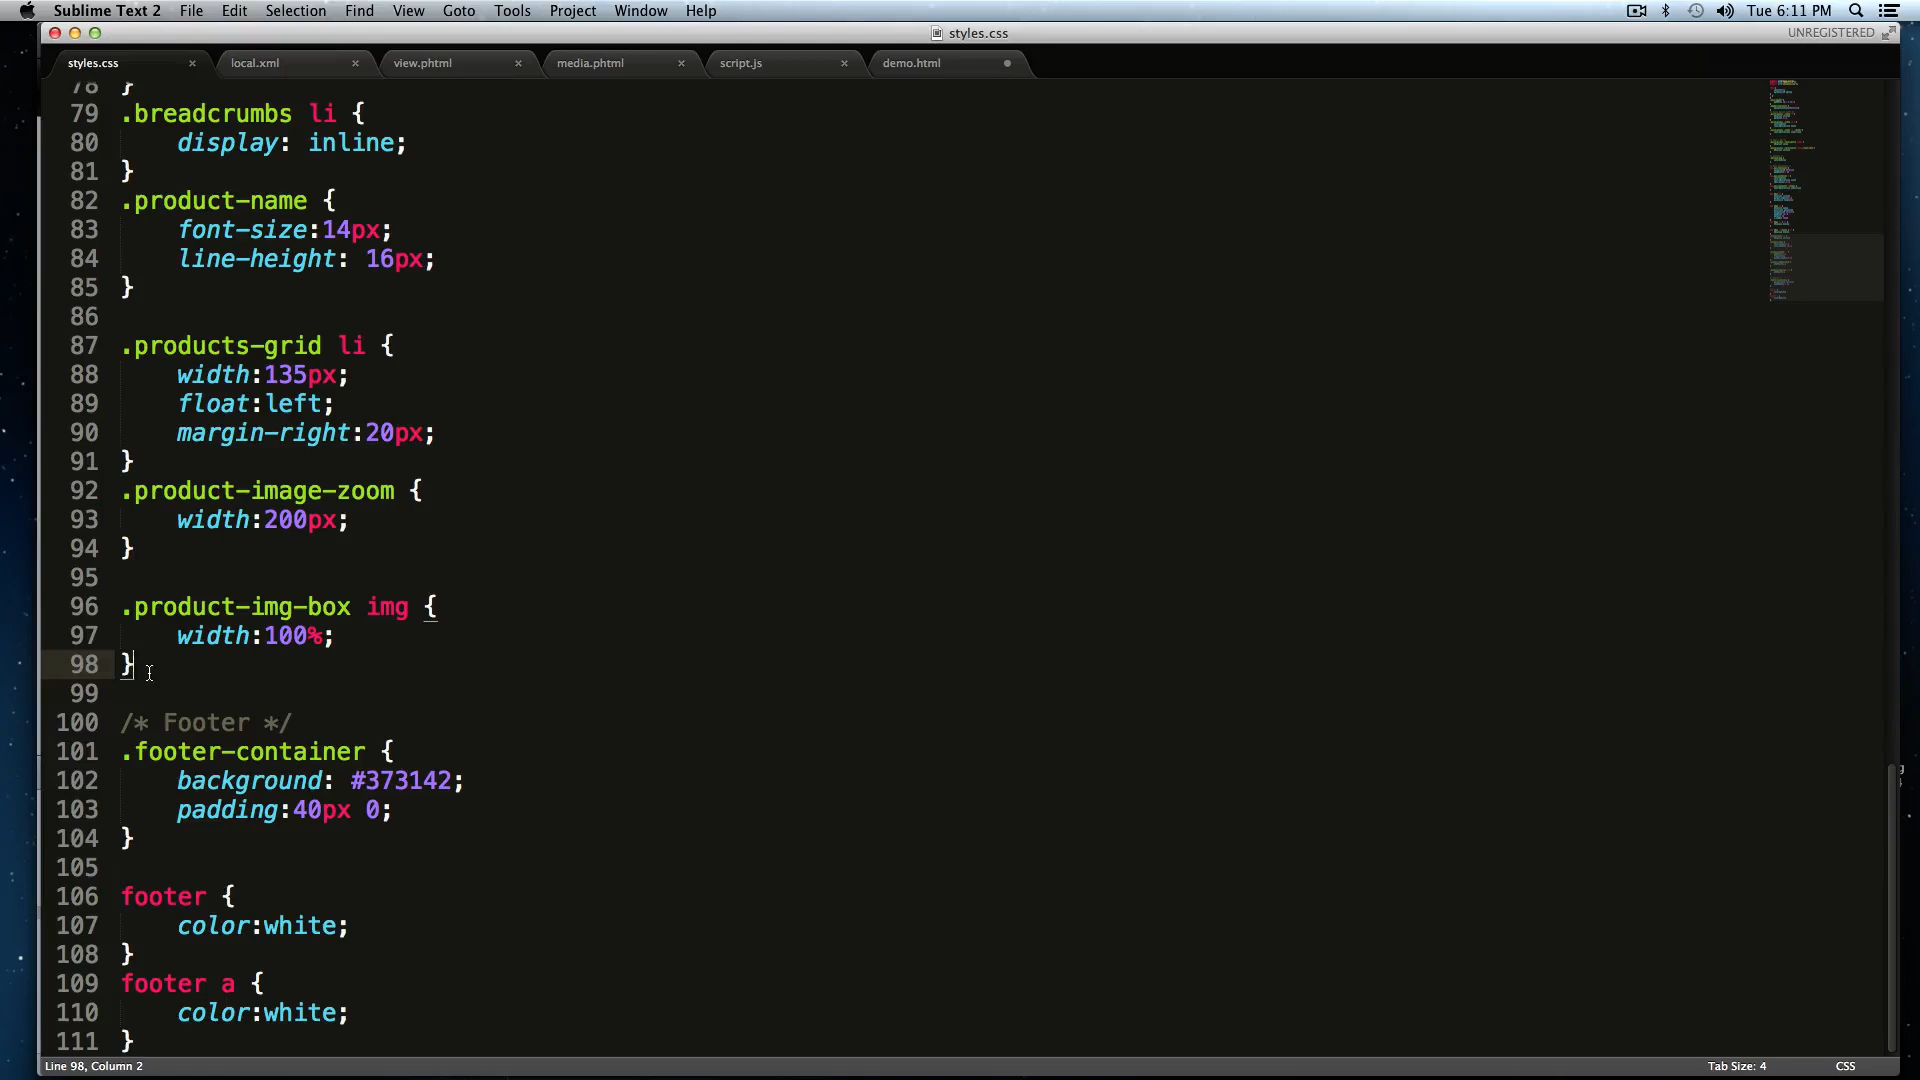 Sublime Text 2 File Edit Selection Find View Goto Tools Project Window Help Tue 6:11 PM
styles.css UNREGISTERED
styles.css × local.xml × view.phtml × media.phtml × script.js × demo.html
78 }
79 .breadcrumbs li {
80 display: inline;
81 }
82 .product-name {
83 font-size:14px;
84 line-height: 16px;
85 }
86
87 .products-grid li {
88 width:135px;
89 float:left;
90 margin-right:20px;
91 }
92 .product-image-zoom {
93 width:200px;
94 }
95
96 .product-img-box img {
97 width:100%;
98 }
99
100 /* Footer */
101 .footer-container {
102 background: #373142;
103 padding:40px 0;
104 }
105
106 footer {
107 color:white;
108 }
109 footer a {
110 color:white;
111 }
Line 98, Column 2 Tab Size: 4 CSS